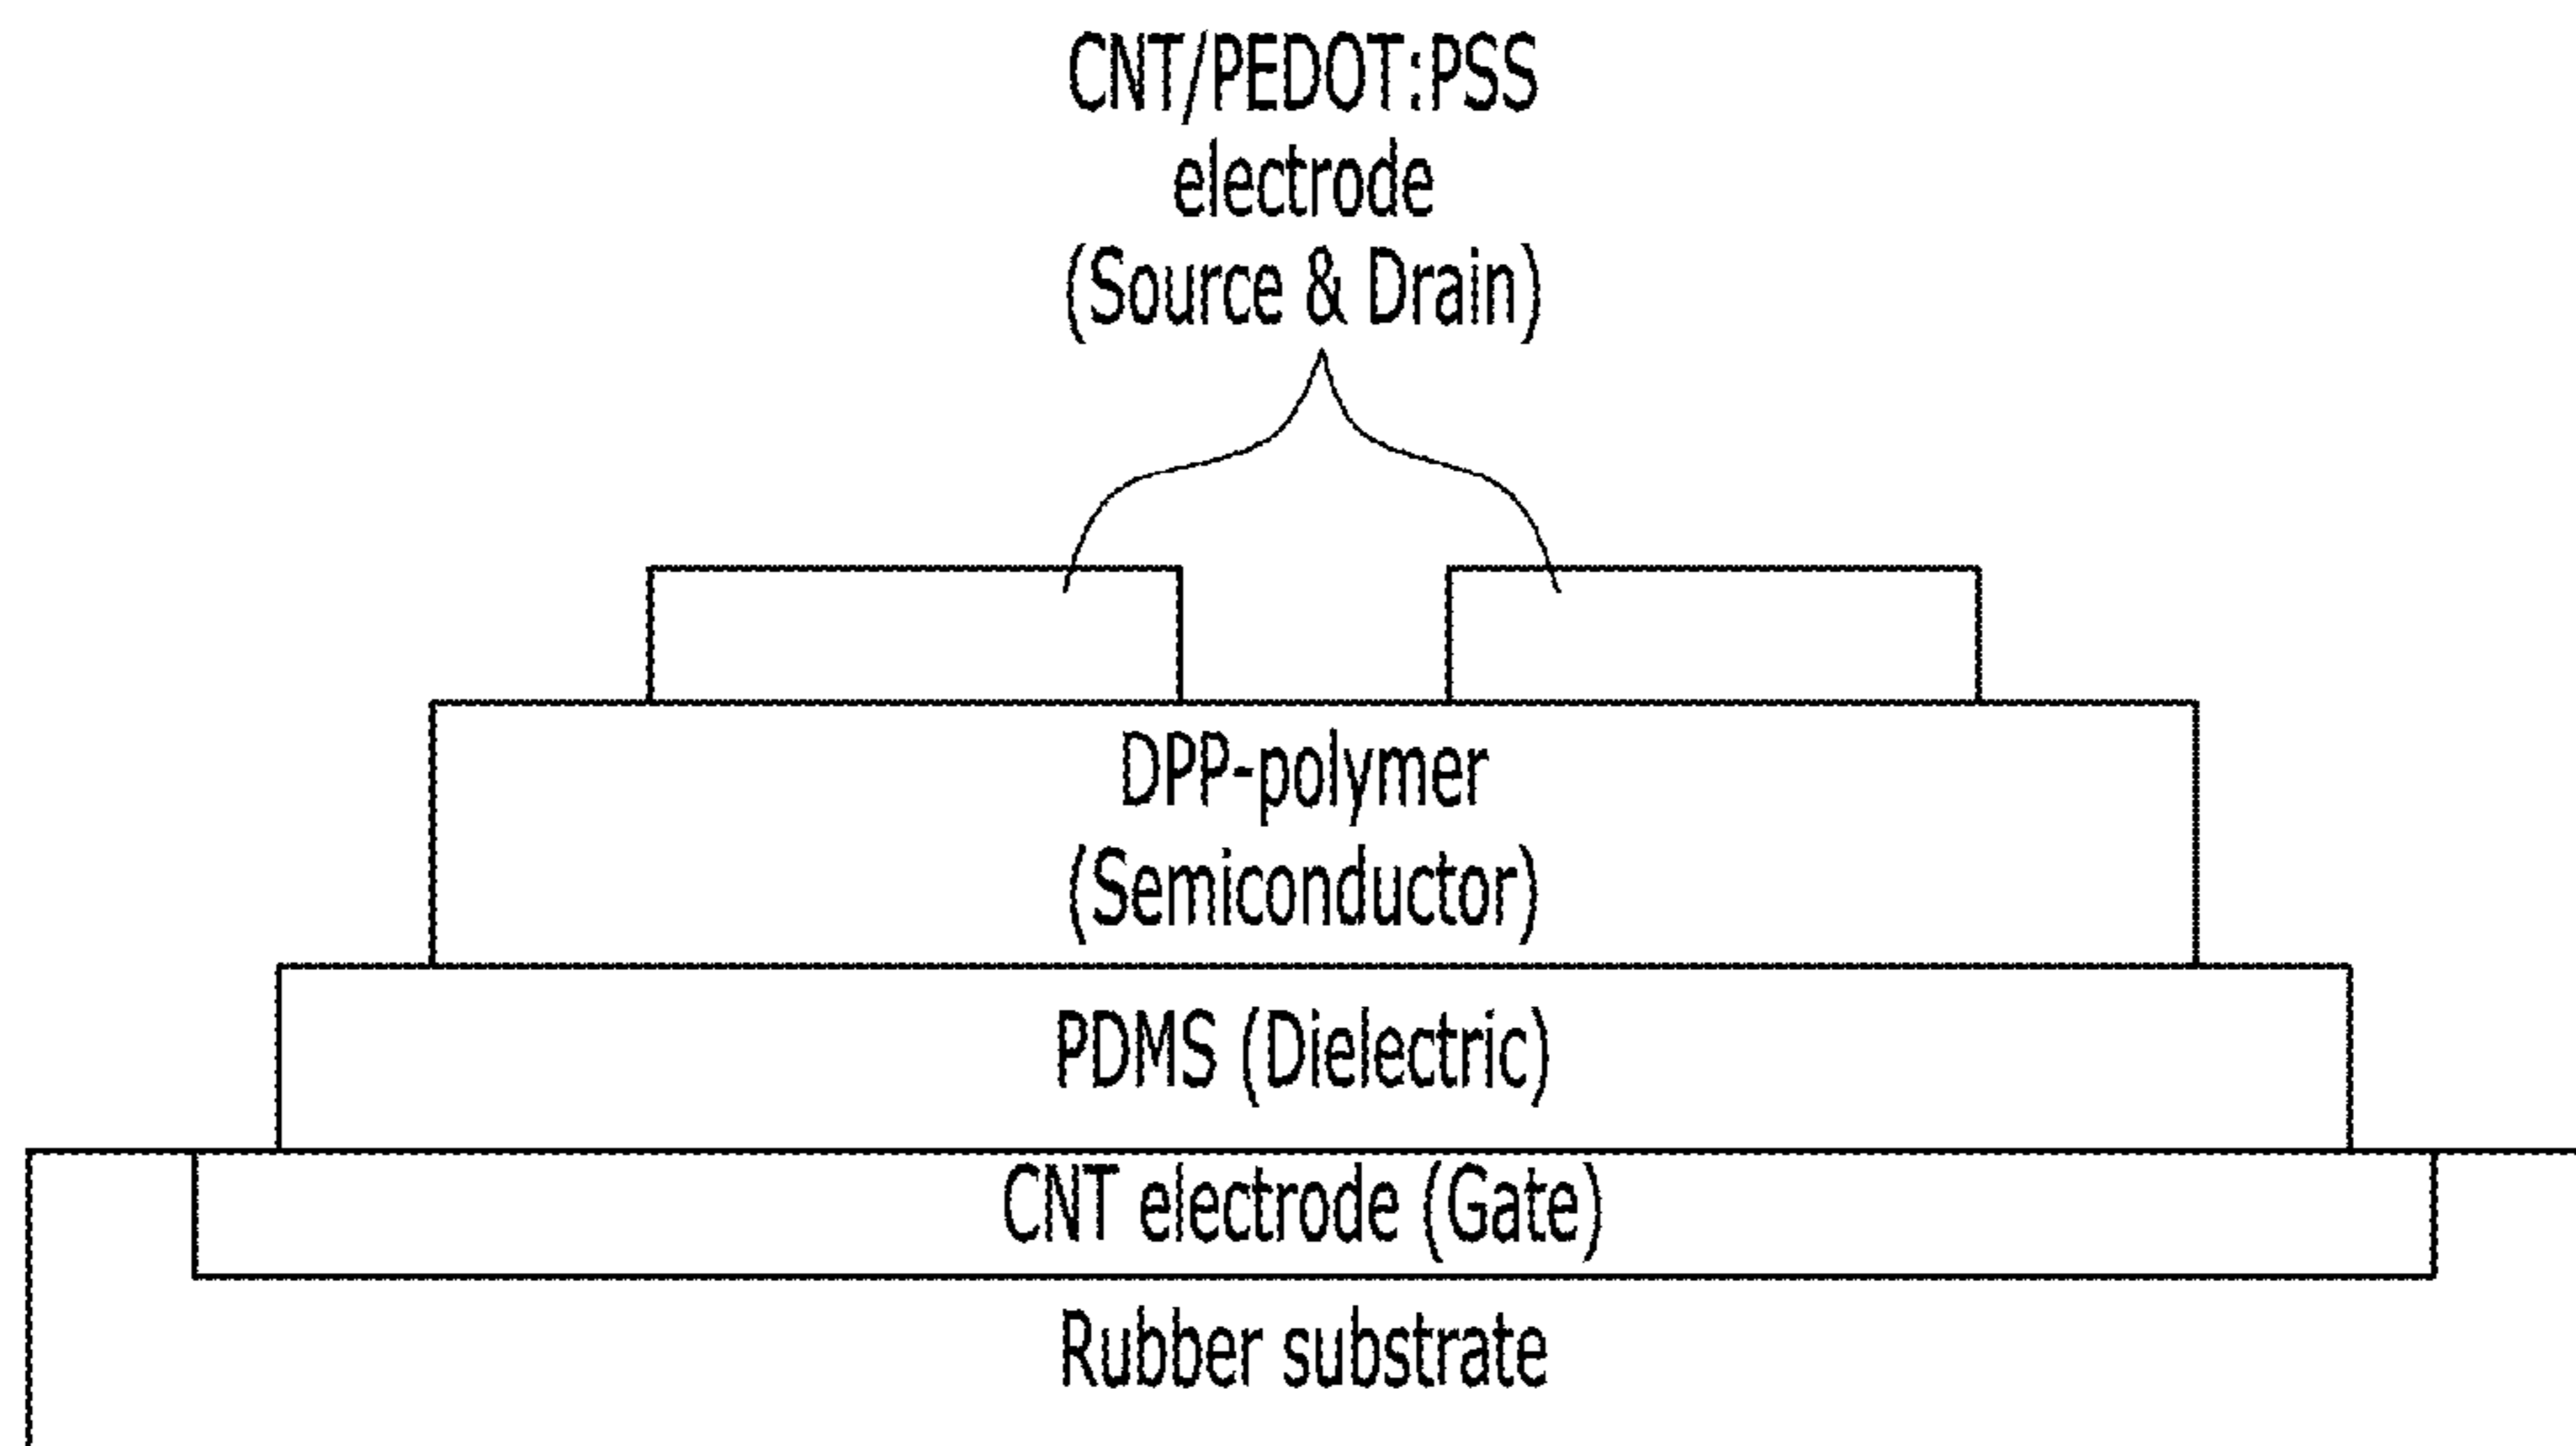 CNT/PEDOT:PSS
electrode
(Source & Drain)
DPP-polymer
(Semiconductor)
PDMS (Dielectric)
CNT electrode (Gate)
Rubber substrate